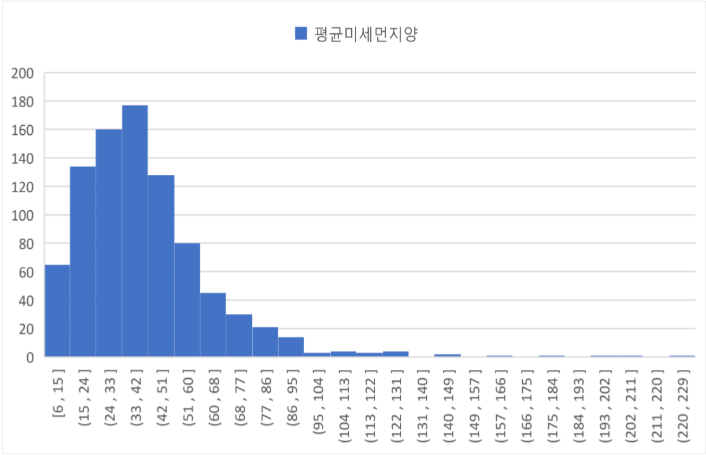 평균미세먼지양
200
180
160
140
120
100
80
60
40
20
0
[6 , 15 ]
(15 , 24 ]
(24 , 33 ]
(33 , 42 ]
(42 , 51 ]
(51 , 60 ]
(60 , 68 ]
(68 , 77 ]
(77 , 86 ]
(86 , 95 ]
(95 , 104 ]
(104 , 113 ]
(113 , 122 ]
(122 , 131 ]
(131 , 140 ]
(140 , 149 ]
(149 , 157 ]
(157 , 166 ]
(166 , 175 ]
(175 , 184 ]
(184 , 193 ]
(193 , 202 ]
(202 , 211 ]
(211 , 220 ]
(220 , 229 ]